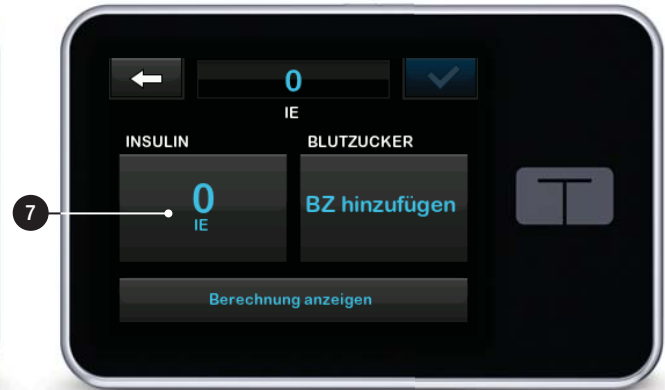 0
IE
INSULIN
BLUTZUCKER
7
0
IE
BZ hinzufügen
Berechnung anzeigen